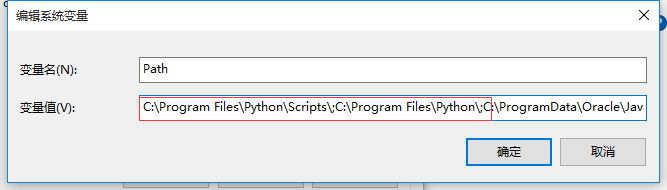 编辑系统变量
变量名(N):
Path
变量值(V):
C:\Program Files\Python\Scripts\;C:\Program Files\Python\;C:\ProgramData\Oracle\Jav
确定
取消